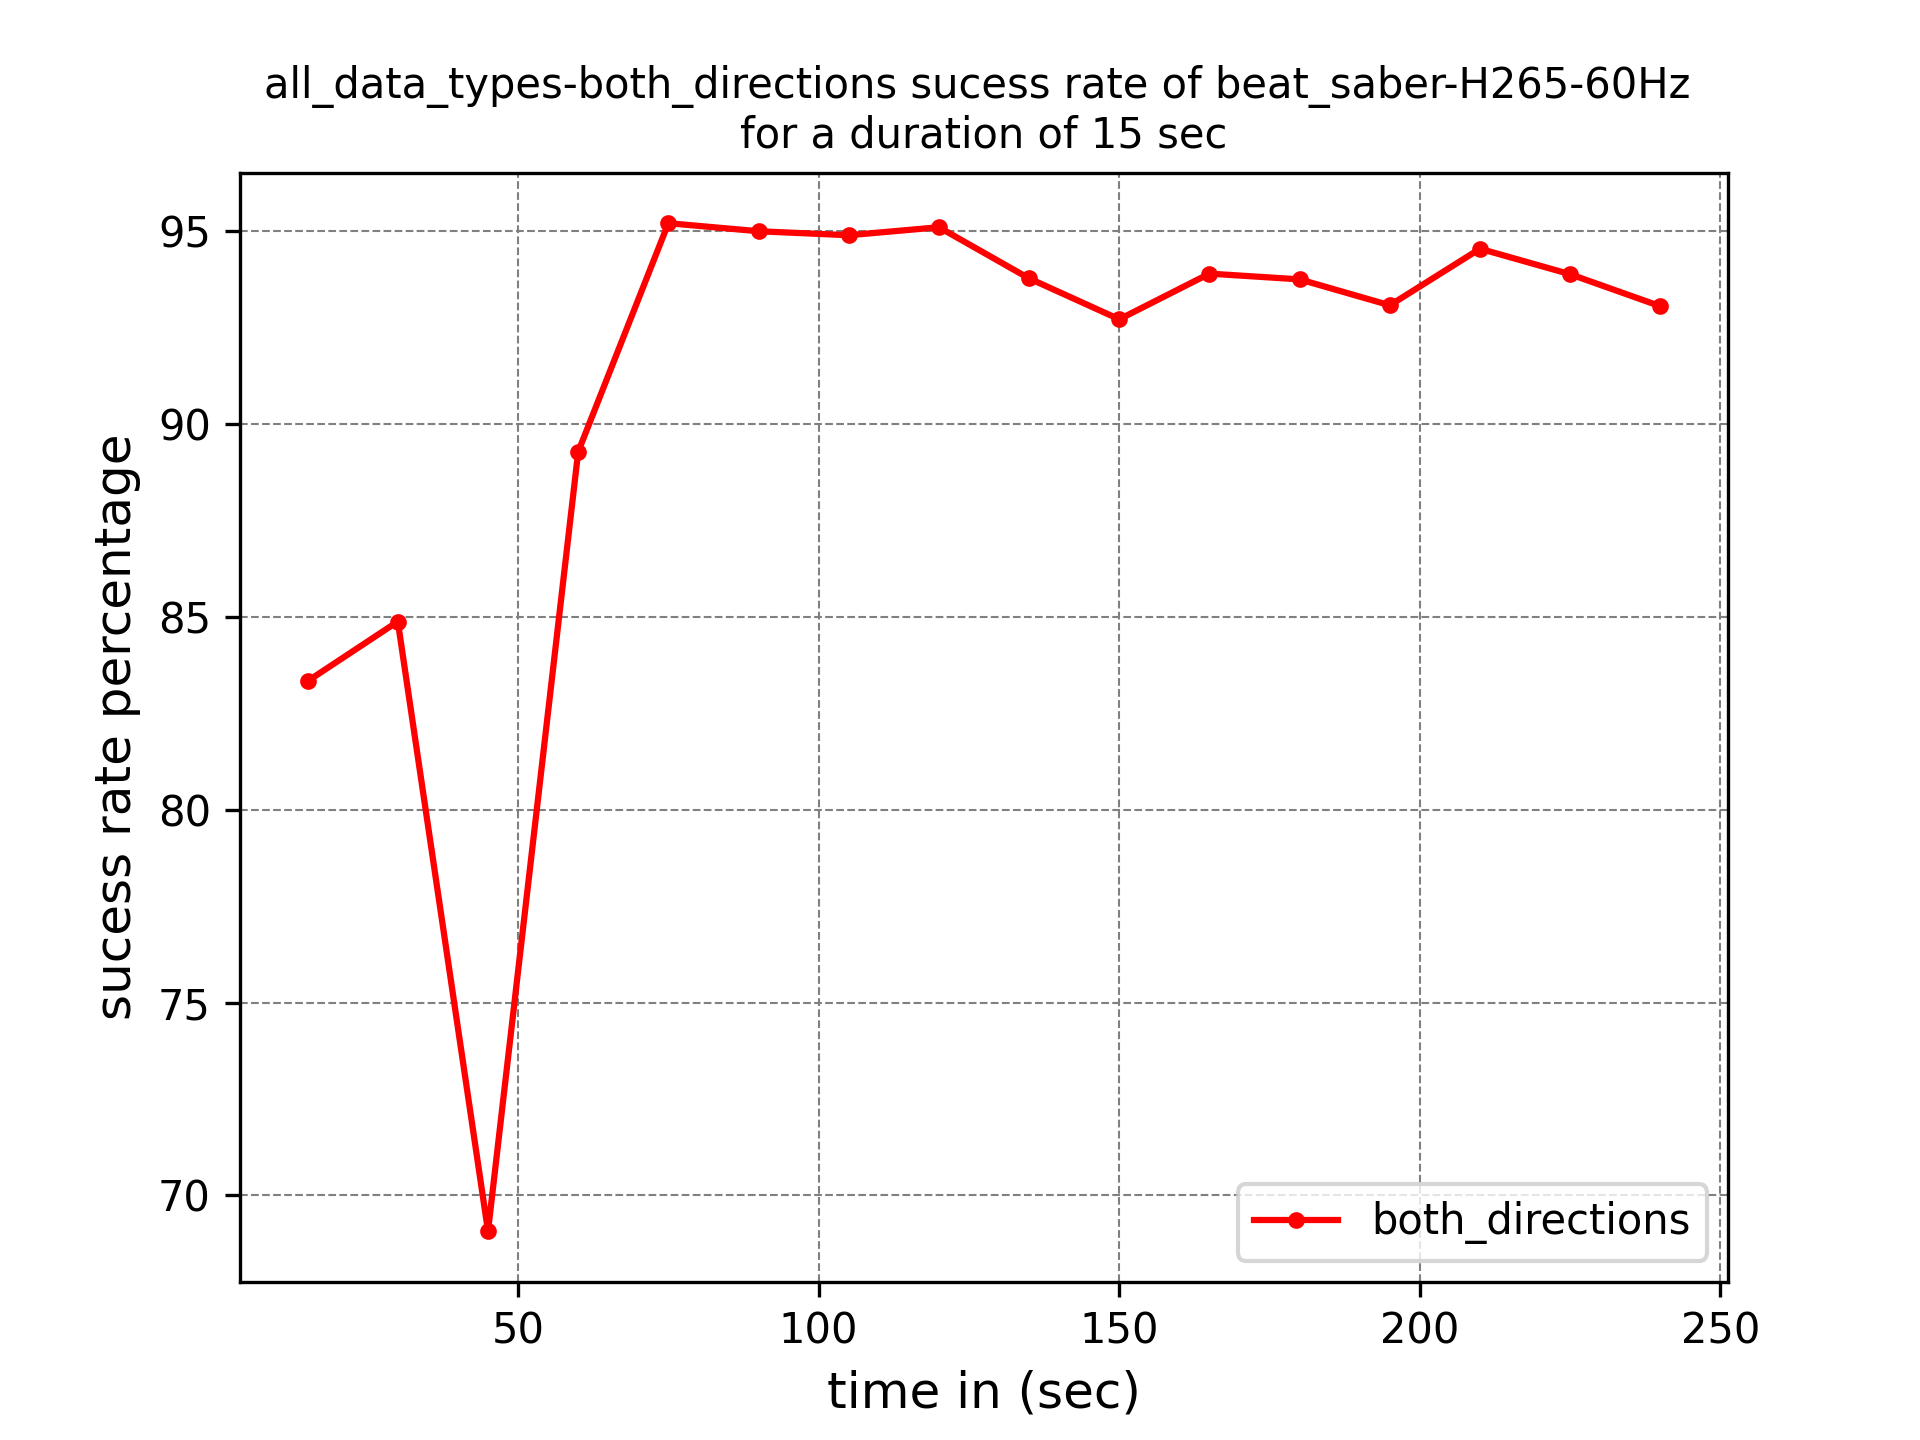 all_data_types-both_directions sucess rate of beat_saber-H265-60Hz
for a duration of 15 sec
sucess rate percentage
95
90
85
80
75
70
both_directions
50 100 150 200 250
time in (sec)